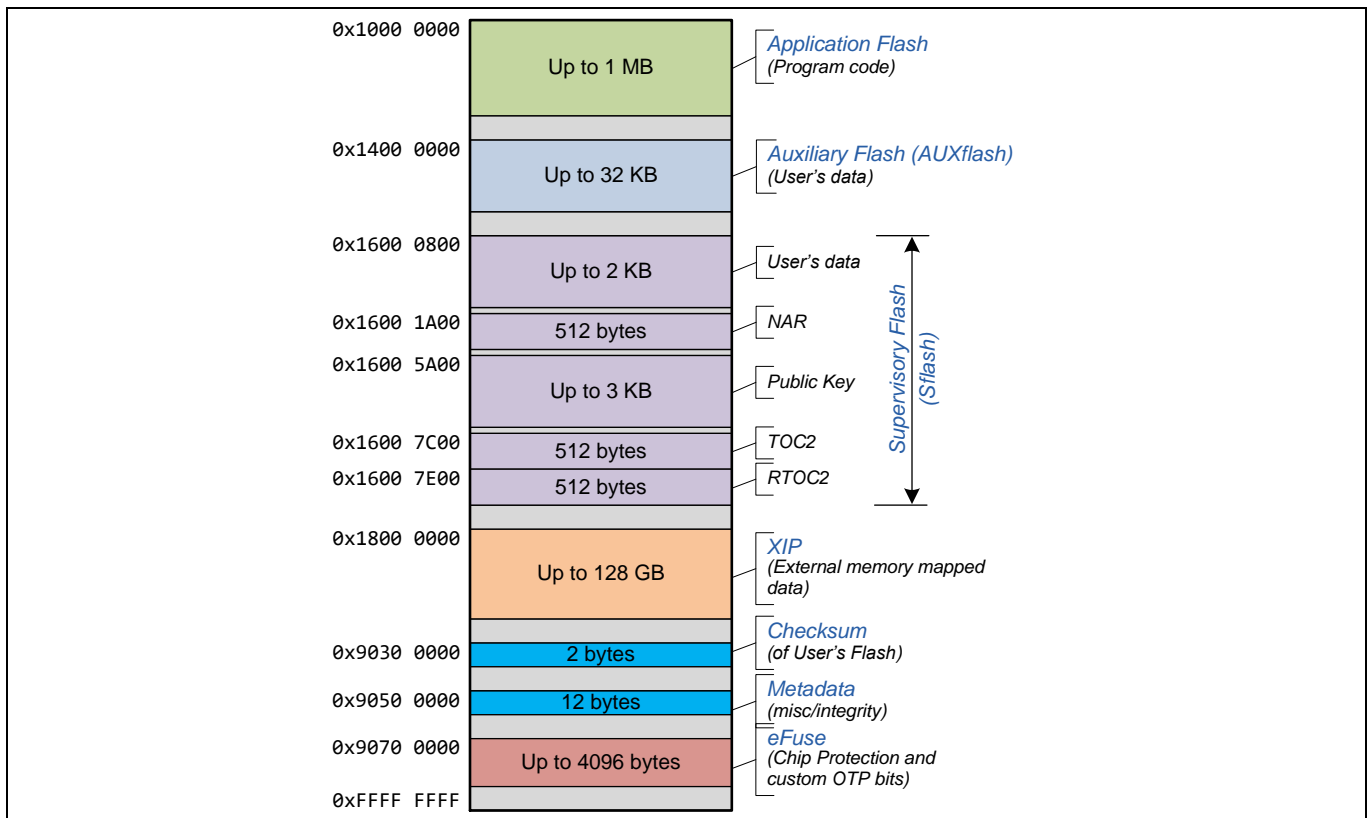 0x1000 0000
Up to 1 MB
Application Flash
(Program code)
0x1400 0000
Up to 32 KB
Auxiliary Flash (AUXflash)
(User's data)
0x1600 0800
Up to 2 KB
User's data
0x1600 1A00
512 bytes
NAR
0x1600 5A00
Up to 3 KB
Public Key
0x1600 7C00
512 bytes
TOC2
0x1600 7E00
512 bytes
RTOC2
Supervisory Flash
(Sflash)
0x1800 0000
Up to 128 GB
XIP
(External memory mapped
data)
0x9030 0000
2 bytes
Checksum
(of User's Flash)
0x9050 0000
12 bytes
Metadata
(misc/integrity)
0x9070 0000
Up to 4096 bytes
eFuse
(Chip Protection and
custom OTP bits)
0xFFFF FFFF